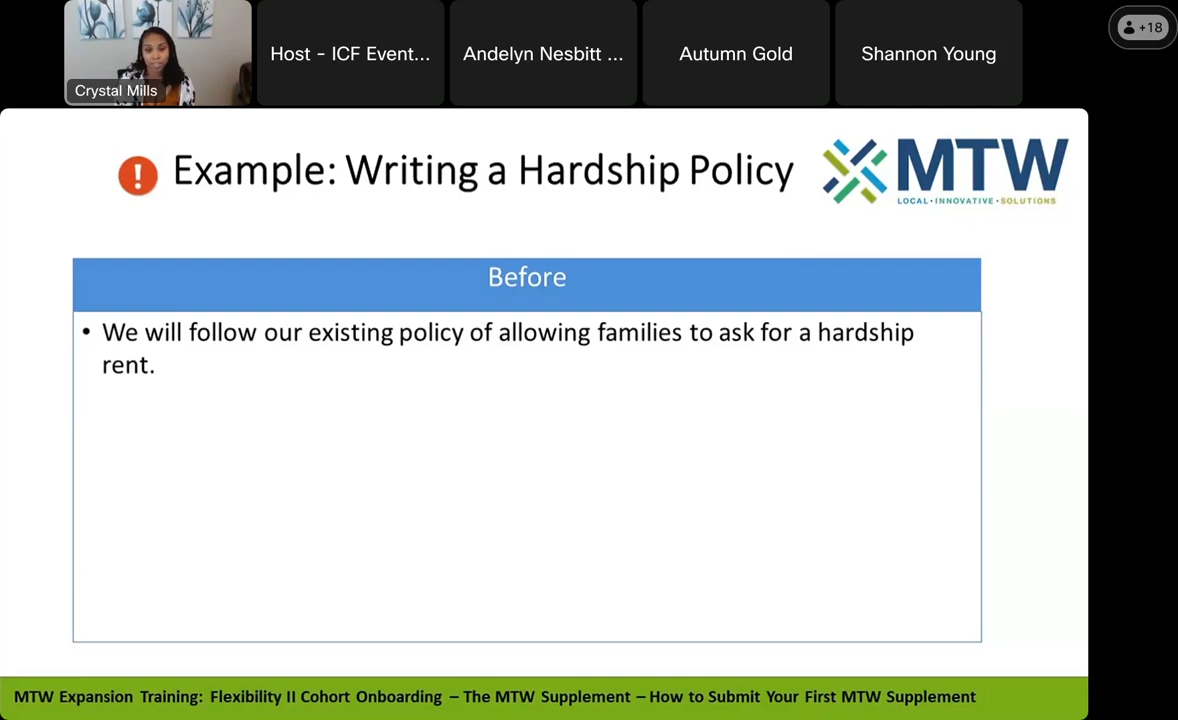 Crystal Mills
Host - ICF Event...
Andelyn Nesbitt ...
Autumn Gold
Shannon Young
+18
! Example: Writing a Hardship Policy
MTW
LOCAL • INNOVATIVE • SOLUTIONS
Before
• We will follow our existing policy of allowing families to ask for a hardship
rent.
MTW Expansion Training: Flexibility II Cohort Onboarding – The MTW Supplement – How to Submit Your First MTW Supplement